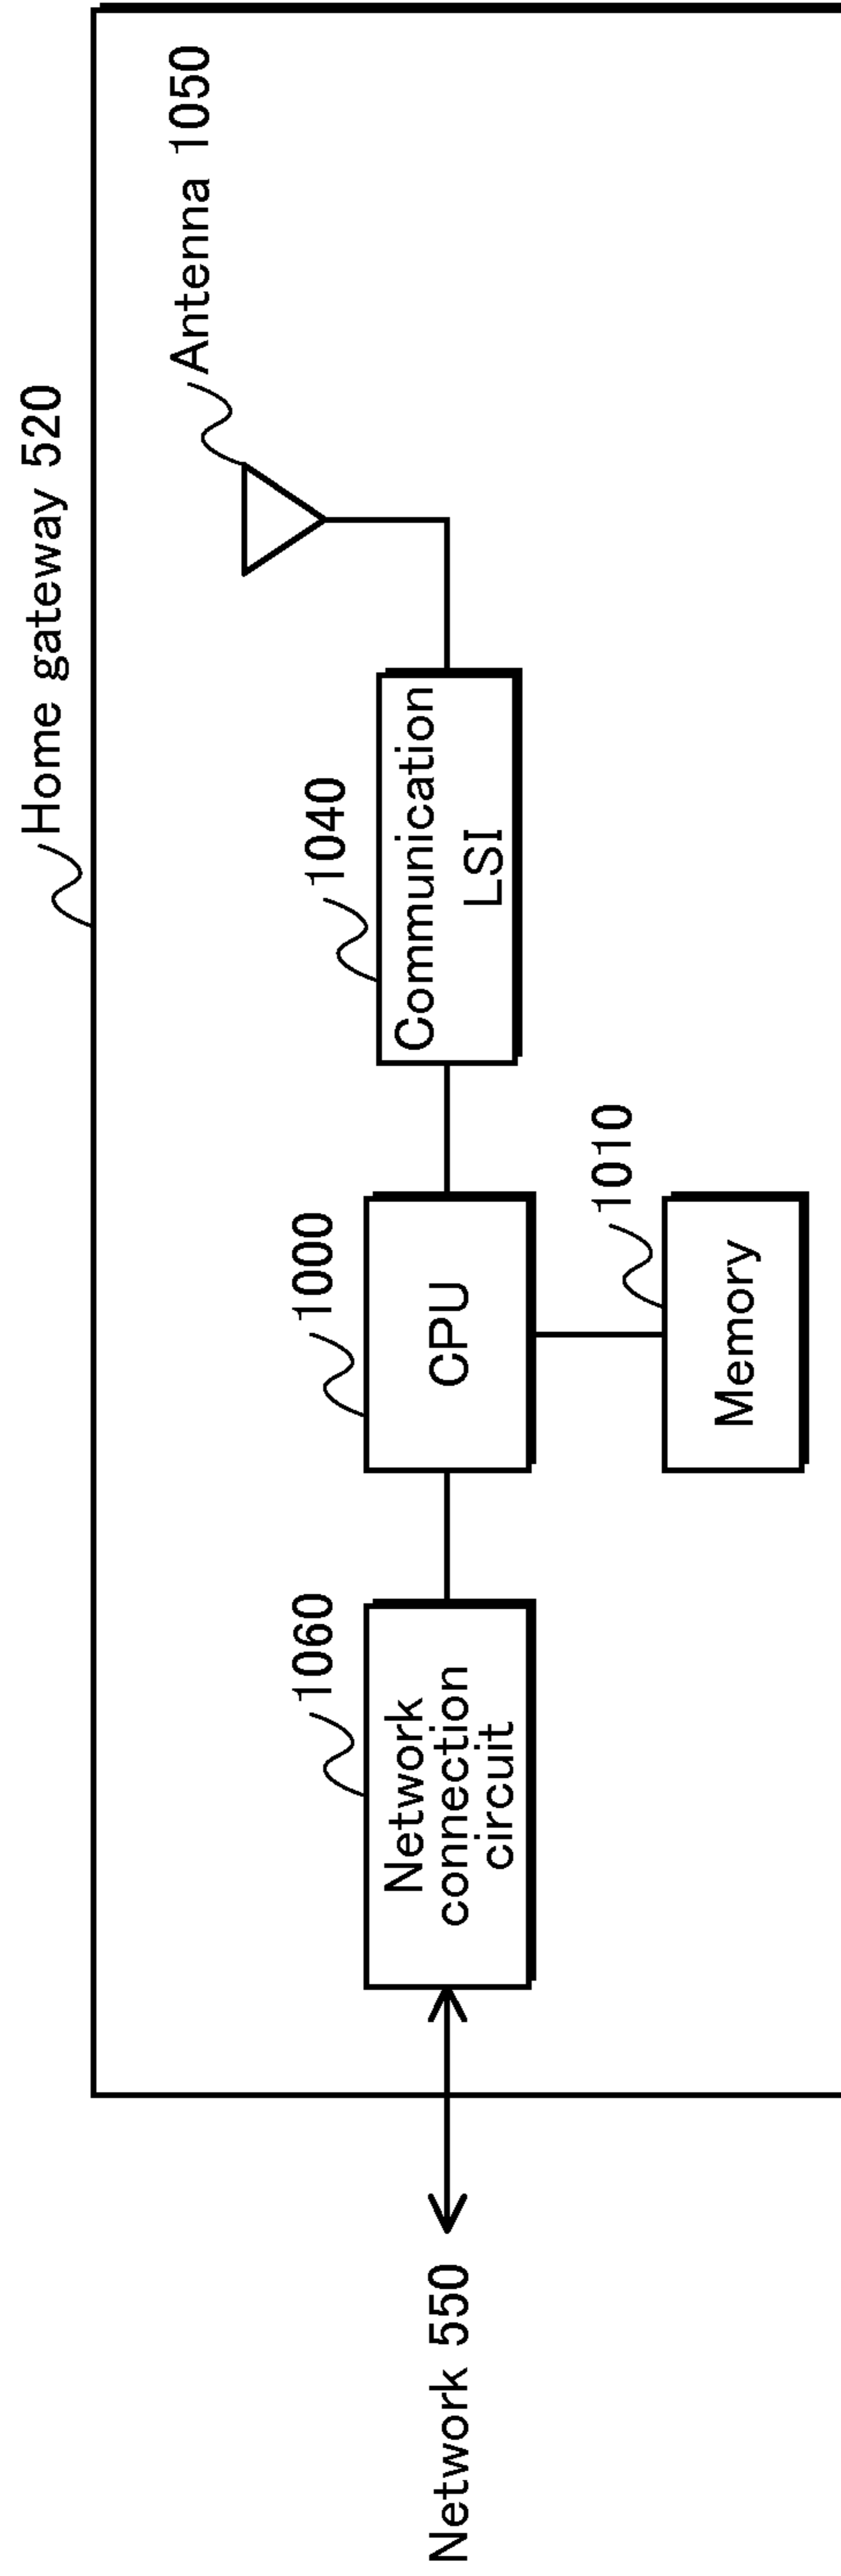 Home gateway 520
Antenna 1050
1060
1000
1040
Network 550
Network
connection
circuit
CPU
Communication
LSI
1010
Memory